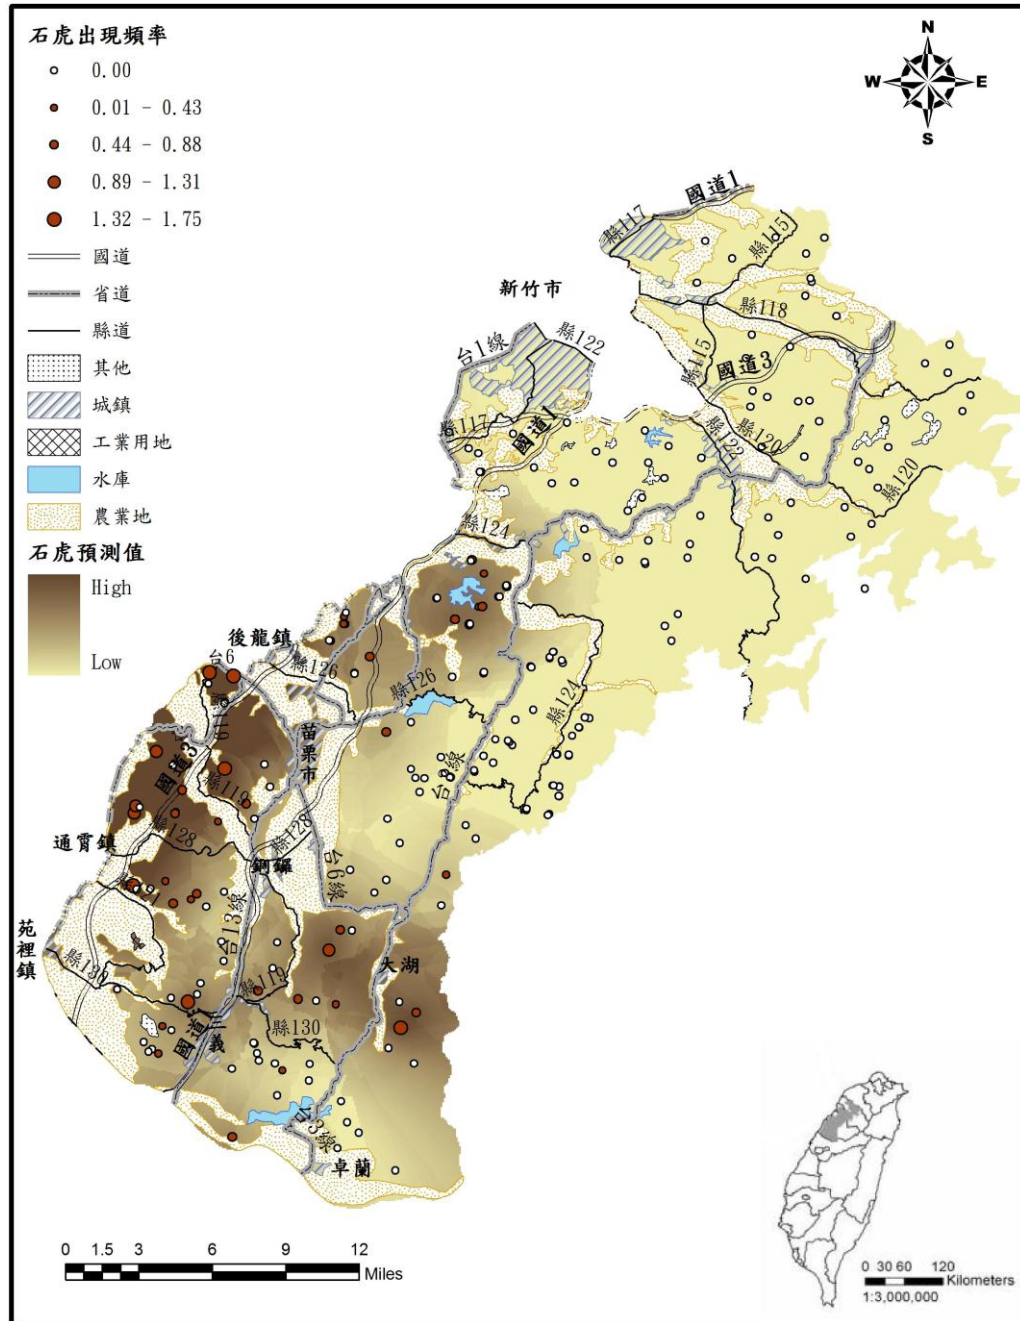 石虎出現頻率
0.00
0.01 - 0.43
0.44 - 0.88
0.89 - 1.31
1.32 - 1.75
國道
省道
縣道
其他
城鎮
工業用地
水庫
農業地
石虎預測值
High
Low
N
W
E
S
國道1
縣117
縣115
新竹市
縣118
台1線
縣122
縣115
國道3
縣117
國道1
縣122
縣120
縣120
縣124
後龍鎮
台6
縣126
縣126
縣124
縣119
苗栗市
國道3
台3線
縣119
通霄鎮
縣128
縣128
銅鑼
台6線
苑裡鎮
台13線
大湖
縣130
縣119
國道1
三義
縣130
台3線
卓蘭
0 1.5 3 6 9 12
Miles
0 30 60 120
Kilometers
1:3,000,000